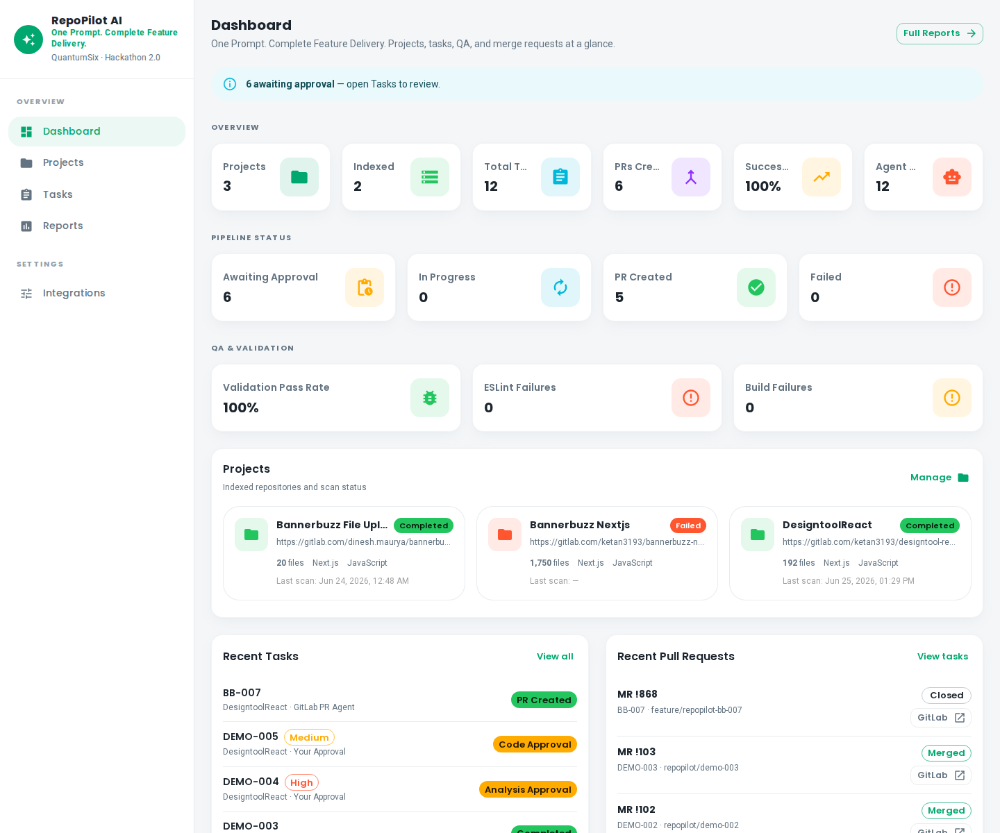 RepoPilot AI
One Prompt. Complete Feature
Delivery.
QuantumSix · Hackathon 2.0
OVERVIEW
Dashboard
Projects
Tasks
Reports
SETTINGS
Integrations
Dashboard
One Prompt. Complete Feature Delivery. Projects, tasks, QA, and merge requests at a glance.
Full Reports
6 awaiting approval — open Tasks to review.
OVERVIEW
Projects
3
Indexed
2
Total T...
12
PRs Cre...
6
Succes...
100%
Agent ...
12
PIPELINE STATUS
Awaiting Approval
6
In Progress
0
PR Created
5
Failed
0
QA & VALIDATION
Validation Pass Rate
100%
ESLint Failures
0
Build Failures
0
Projects
Indexed repositories and scan status
Manage
Bannerbuzz File Upl... Completed
https://gitlab.com/dinesh.maurya/bannerbu...
20 files Next.js JavaScript
Last scan: Jun 24, 2026, 12:48 AM
Bannerbuzz Nextjs Failed
https://gitlab.com/ketan3193/bannerbuzz-n...
1,750 files Next.js JavaScript
Last scan: —
DesigntoolReact Completed
https://gitlab.com/ketan3193/designtool-re...
192 files Next.js JavaScript
Last scan: Jun 25, 2026, 01:29 PM
Recent Tasks View all
BB-007
DesigntoolReact · GitLab PR Agent
PR Created
DEMO-005 Medium
DesigntoolReact · Your Approval
Code Approval
DEMO-004 High
DesigntoolReact · Your Approval
Analysis Approval
DEMO-003
Completed
Recent Pull Requests View tasks
MR !868
BB-007 · feature/repopilot-bb-007
Closed
GitLab
MR !103
DEMO-003 · repopilot/demo-003
Merged
GitLab
MR !102
DEMO-002 · repopilot/demo-002
Merged
GitLab